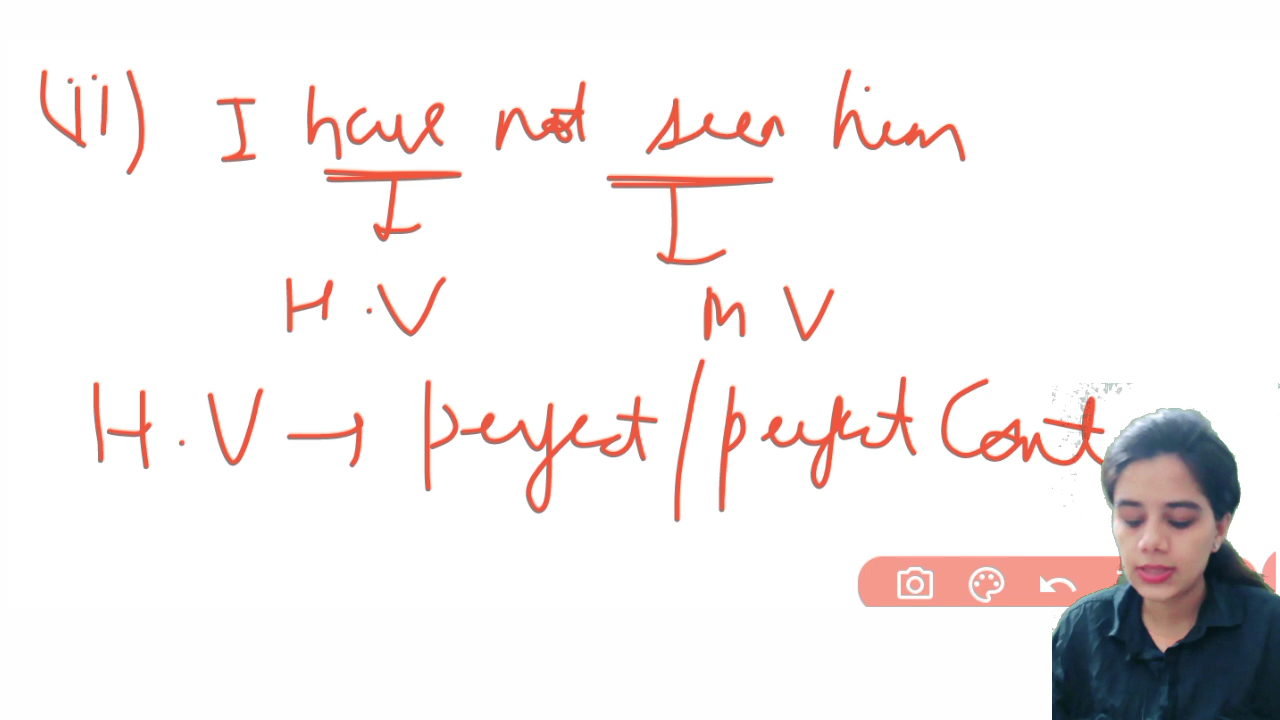 (ii) I have not seen him
H.V M V
H.V → perfect/perfect Cont